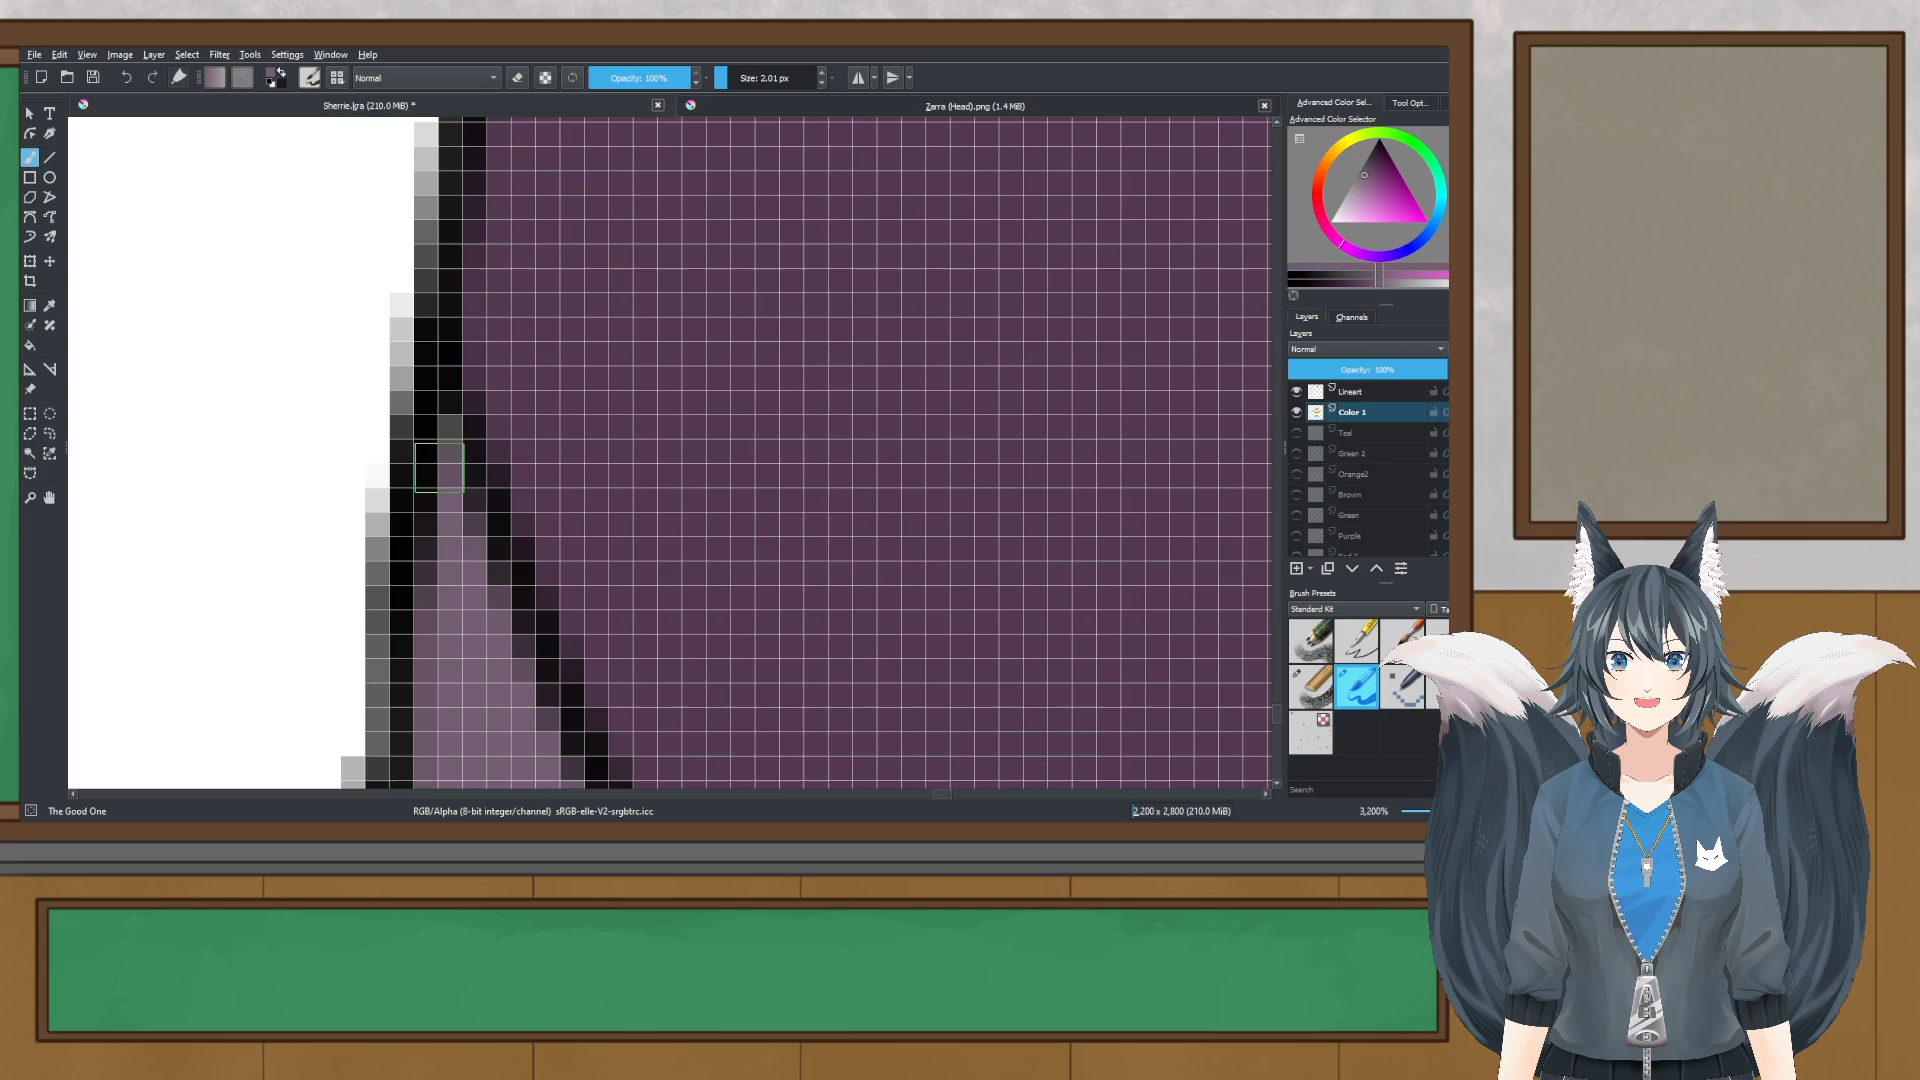 File Edit View Image Layer Select Filter Tools Settings Window Help
Normal
Opacity: 100%
Size: 2.01 px
Sherrie.kra (210.0 MiB) *
Zarra (Head).png (1.4 MiB)
Advanced Color Sel... Tool Opt...
Advanced Color Selector
Layers Channels
Layers
Normal
Opacity: 100%
Lineart
Color 1
Teal
Green 2
Orange2
Brown
Green
Purple
Brush Presets
Standard Kit
Ta
Search
The Good One
RGB/Alpha (8-bit integer/channel) sRGB-elle-V2-srgbtrc.icc
2,200 x 2,800 (210.0 MiB)
3,200%